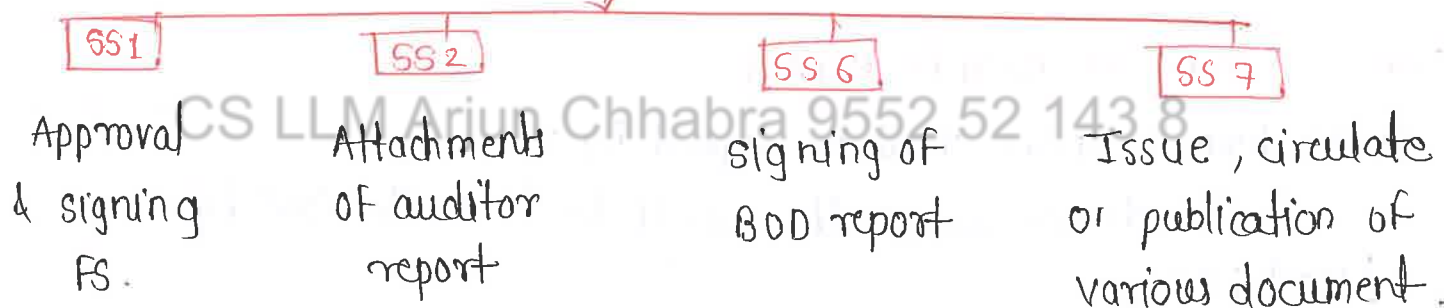 SS1
SS2
SS6
SS7
CS LLM Arjun Chhabra 9552 52 143 8
Approval
& signing
FS.
Attachments
of auditor
report
signing of
BOD report
Issue, circulate
or publication of
various document.